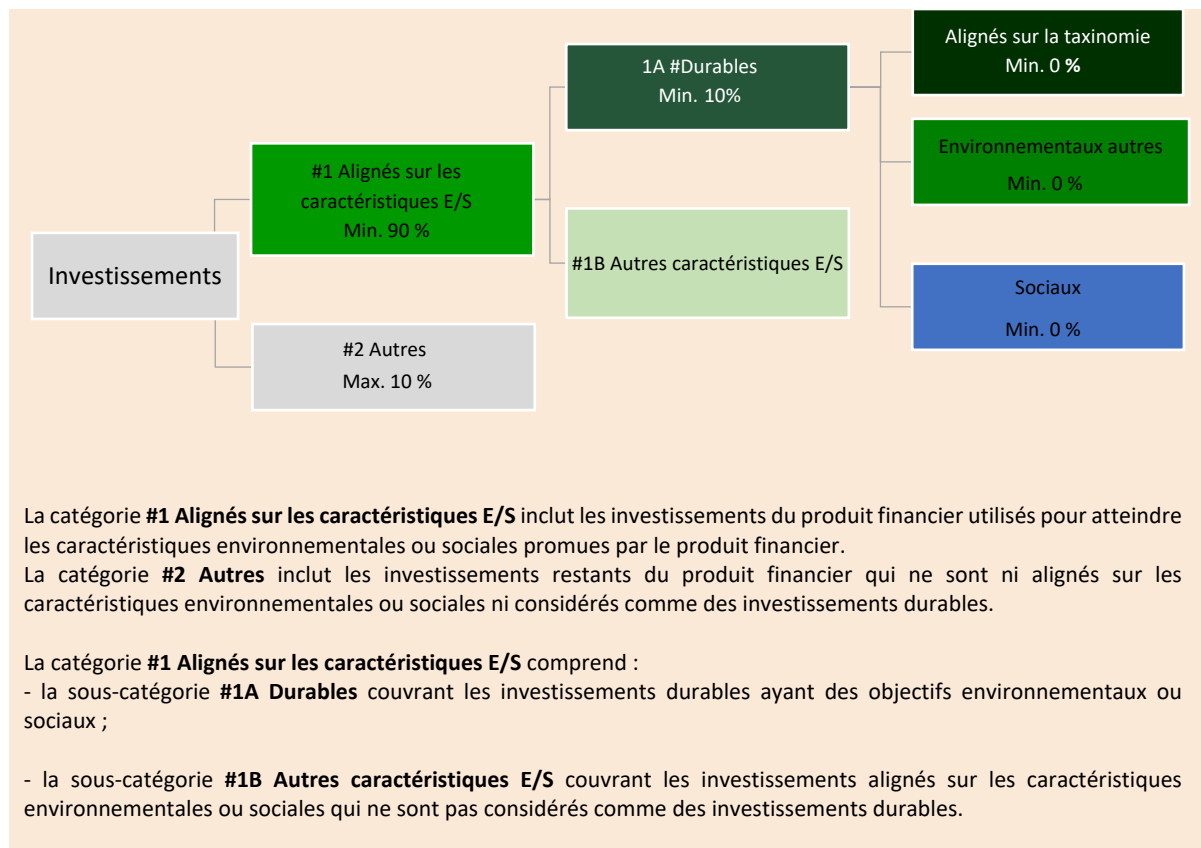 Investissements
#1 Alignés sur les
caractéristiques E/S
Min. 90 %
#2 Autres
Max. 10 %
1A #Durables
Min. 10%
#1B Autres caractéristiques E/S
Alignés sur la taxinomie
Min. 0 %
Environnementaux autres
Min. 0 %
Sociaux
Min. 0 %
La catégorie #1 Alignés sur les caractéristiques E/S inclut les investissements du produit financier utilisés pour atteindre
les caractéristiques environnementales ou sociales promues par le produit financier.
La catégorie #2 Autres inclut les investissements restants du produit financier qui ne sont ni alignés sur les
caractéristiques environnementales ou sociales ni considérés comme des investissements durables.
La catégorie #1 Alignés sur les caractéristiques E/S comprend :
- la sous-catégorie #1A Durables couvrant les investissements durables ayant des objectifs environnementaux ou
sociaux ;
- la sous-catégorie #1B Autres caractéristiques E/S couvrant les investissements alignés sur les caractéristiques
environnementales ou sociales qui ne sont pas considérés comme des investissements durables.